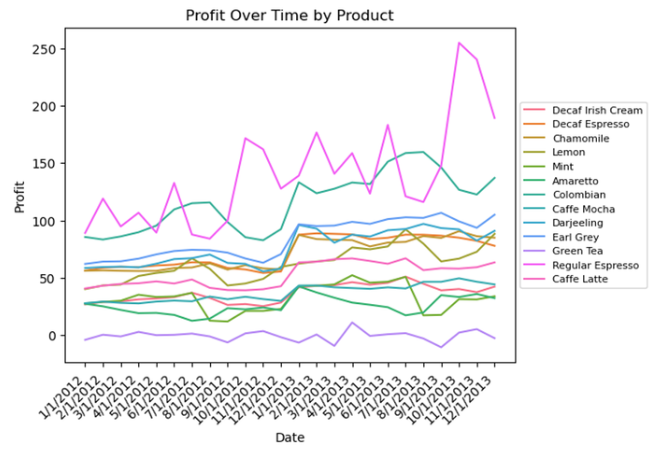 Profit Over Time by Product
250
200
150
100
50
0
Profit
1/1/2012
2/1/2012
3/1/2012
4/1/2012
5/1/2012
6/1/2012
7/1/2012
8/1/2012
9/1/2012
10/1/2012
11/1/2012
12/1/2012
1/1/2013
2/1/2013
3/1/2013
4/1/2013
5/1/2013
6/1/2013
7/1/2013
8/1/2013
9/1/2013
10/1/2013
11/1/2013
12/1/2013
Date
Decaf Irish Cream
Decaf Espresso
Chamomile
Lemon
Mint
Amaretto
Colombian
Caffe Mocha
Darjeeling
Earl Grey
Green Tea
Regular Espresso
Caffe Latte